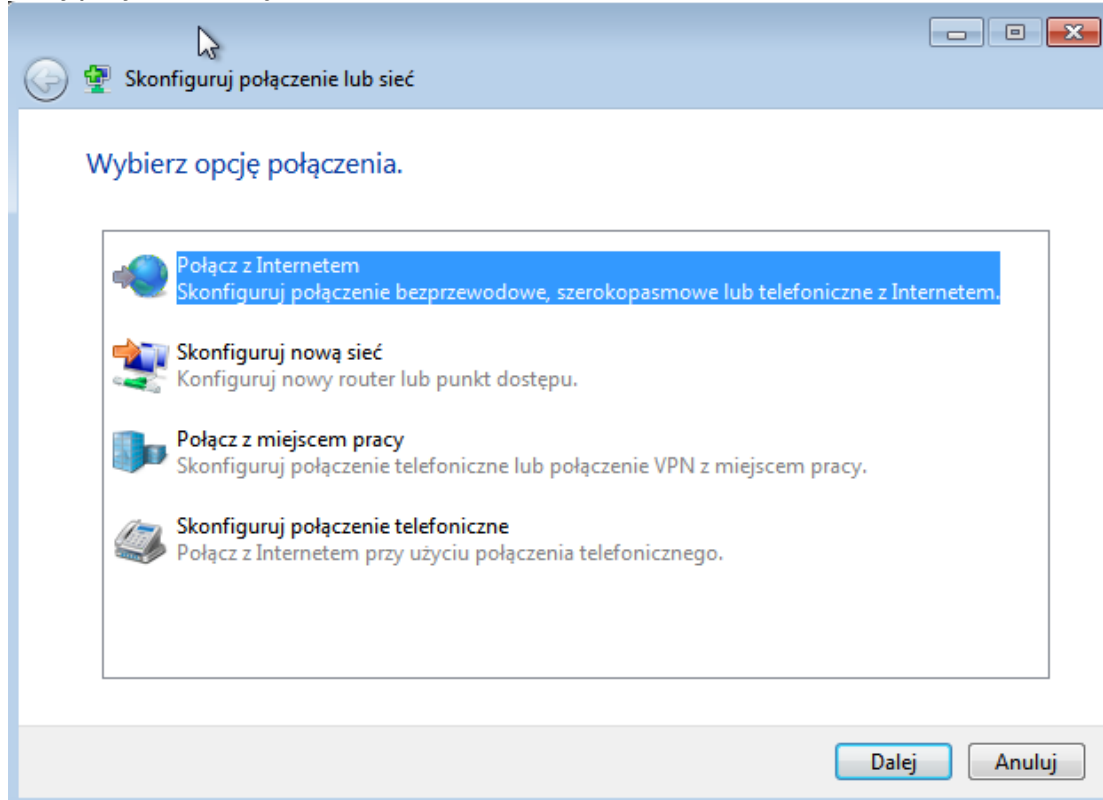 Skonfiguruj połączenie lub sieć
Wybierz opcję połączenia.
Połącz z Internetem
Skonfiguruj połączenie bezprzewodowe, szerokopasmowe lub telefoniczne z Internetem.
Skonfiguruj nową sieć
Konfiguruj nowy router lub punkt dostępu.
Połącz z miejscem pracy
Skonfiguruj połączenie telefoniczne lub połączenie VPN z miejscem pracy.
Skonfiguruj połączenie telefoniczne
Połącz z Internetem przy użyciu połączenia telefonicznego.
Dalej Anuluj